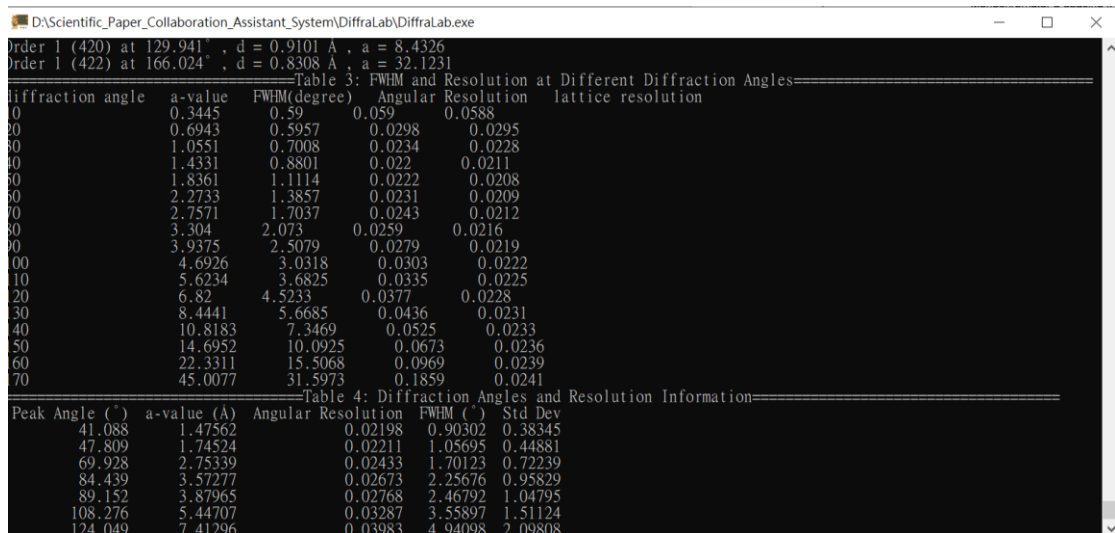 D:\Scientific_Paper_Collaboration_Assistant_System\DiffraLab\DiffraLab.exe
Order 1 (420) at 129.941° , d = 0.9101 Å , a = 8.4326
Order 1 (422) at 166.024° , d = 0.8308 Å , a = 32.1231
Table 3: FWHM and Resolution at Different Diffraction Angles
diffraction angle a-value FWHM(degree) Angular Resolution lattice resolution
10 0.3445 0.59 0.059 0.0588
20 0.6943 0.5957 0.0298 0.0295
30 1.0551 0.7008 0.0234 0.0228
40 1.4331 0.8801 0.022 0.0211
50 1.8361 1.1114 0.0222 0.0208
60 2.2733 1.3857 0.0231 0.0209
70 2.7571 1.7037 0.0243 0.0212
80 3.304 2.073 0.0259 0.0216
90 3.9375 2.5079 0.0279 0.0219
100 4.6926 3.0318 0.0303 0.0222
110 5.6234 3.6825 0.0335 0.0225
120 6.82 4.5233 0.0377 0.0228
130 8.4441 5.6685 0.0436 0.0231
140 10.8183 7.3469 0.0525 0.0233
150 14.6952 10.0925 0.0673 0.0236
160 22.3311 15.5068 0.0969 0.0239
170 45.0077 31.5973 0.1859 0.0241
Table 4: Diffraction Angles and Resolution Information
Peak Angle (°) a-value (Å) Angular Resolution FWHM (°) Std Dev
41.088 1.47562 0.02198 0.90302 0.38345
47.809 1.74524 0.02211 1.05695 0.44881
69.928 2.75339 0.02433 1.70123 0.72239
84.439 3.57277 0.02673 2.25676 0.95829
89.152 3.87965 0.02768 2.46792 1.04795
108.276 5.44707 0.03287 3.55897 1.51124
124.049 7.41296 0.03983 4.94098 2.09808